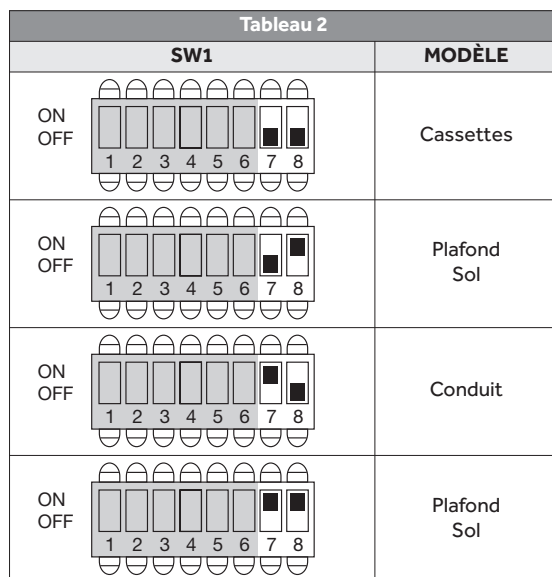 Tableau 2
SW1 MODÈLE
ON
OFF
1 2 3 4 5 6 7 8
Cassettes
ON
OFF
1 2 3 4 5 6 7 8
Plafond
Sol
ON
OFF
1 2 3 4 5 6 7 8
Conduit
ON
OFF
1 2 3 4 5 6 7 8
Plafond
Sol